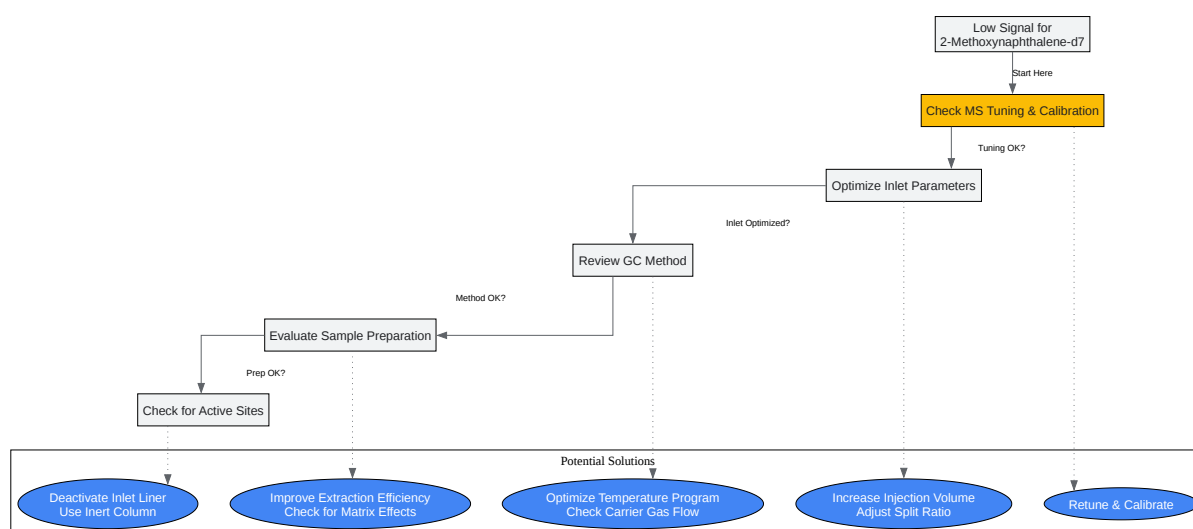 Low Signal for
2-Methoxynaphthalene-d7
Start Here
Check MS Tuning & Calibration
Tuning OK?
Optimize Inlet Parameters
Inlet Optimized?
Review GC Method
Method OK?
Evaluate Sample Preparation
Prep OK?
Check for Active Sites
Potential Solutions
Deactivate Inlet Liner
Use Inert Column
Improve Extraction Efficiency
Check for Matrix Effects
Optimize Temperature Program
Check Carrier Gas Flow
Increase Injection Volume
Adjust Split Ratio
Retune & Calibrate